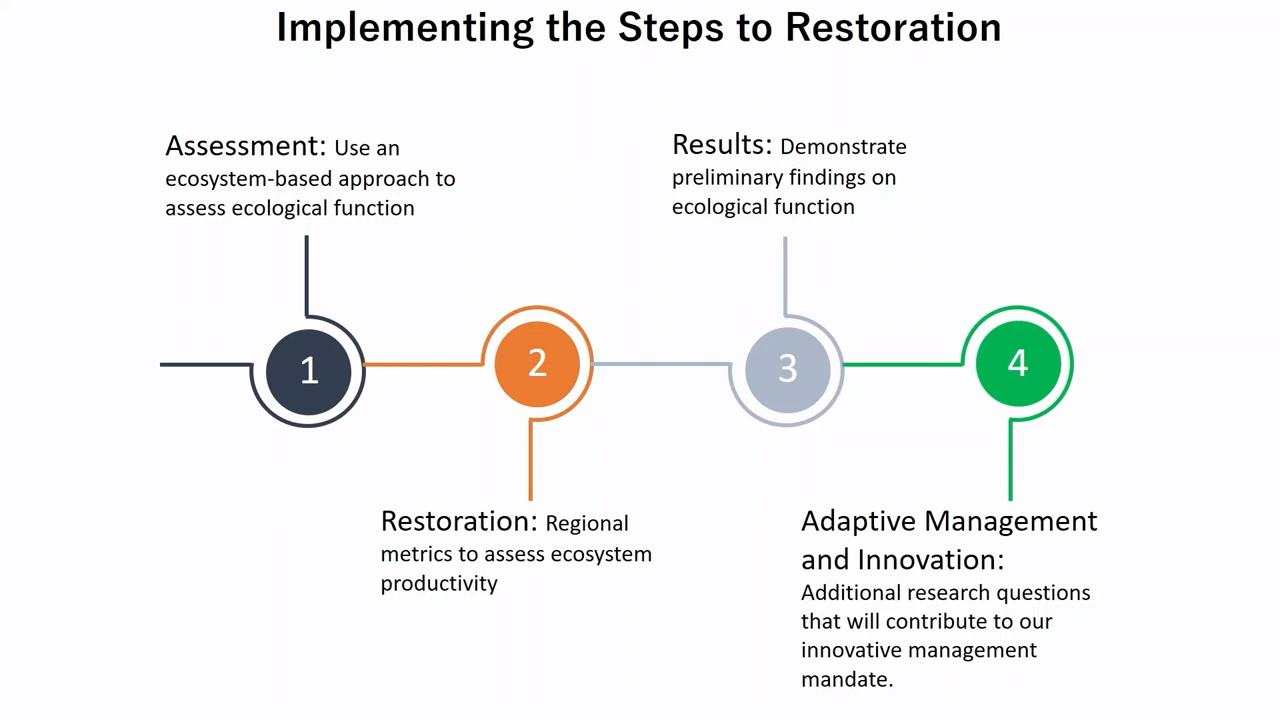 Implementing the Steps to Restoration
Assessment: Use an
ecosystem-based approach to
assess ecological function
Results: Demonstrate
preliminary findings on
ecological function
1
2
3
4
Restoration: Regional
metrics to assess ecosystem
productivity
Adaptive Management
and Innovation:
Additional research questions
that will contribute to our
innovative management
mandate.